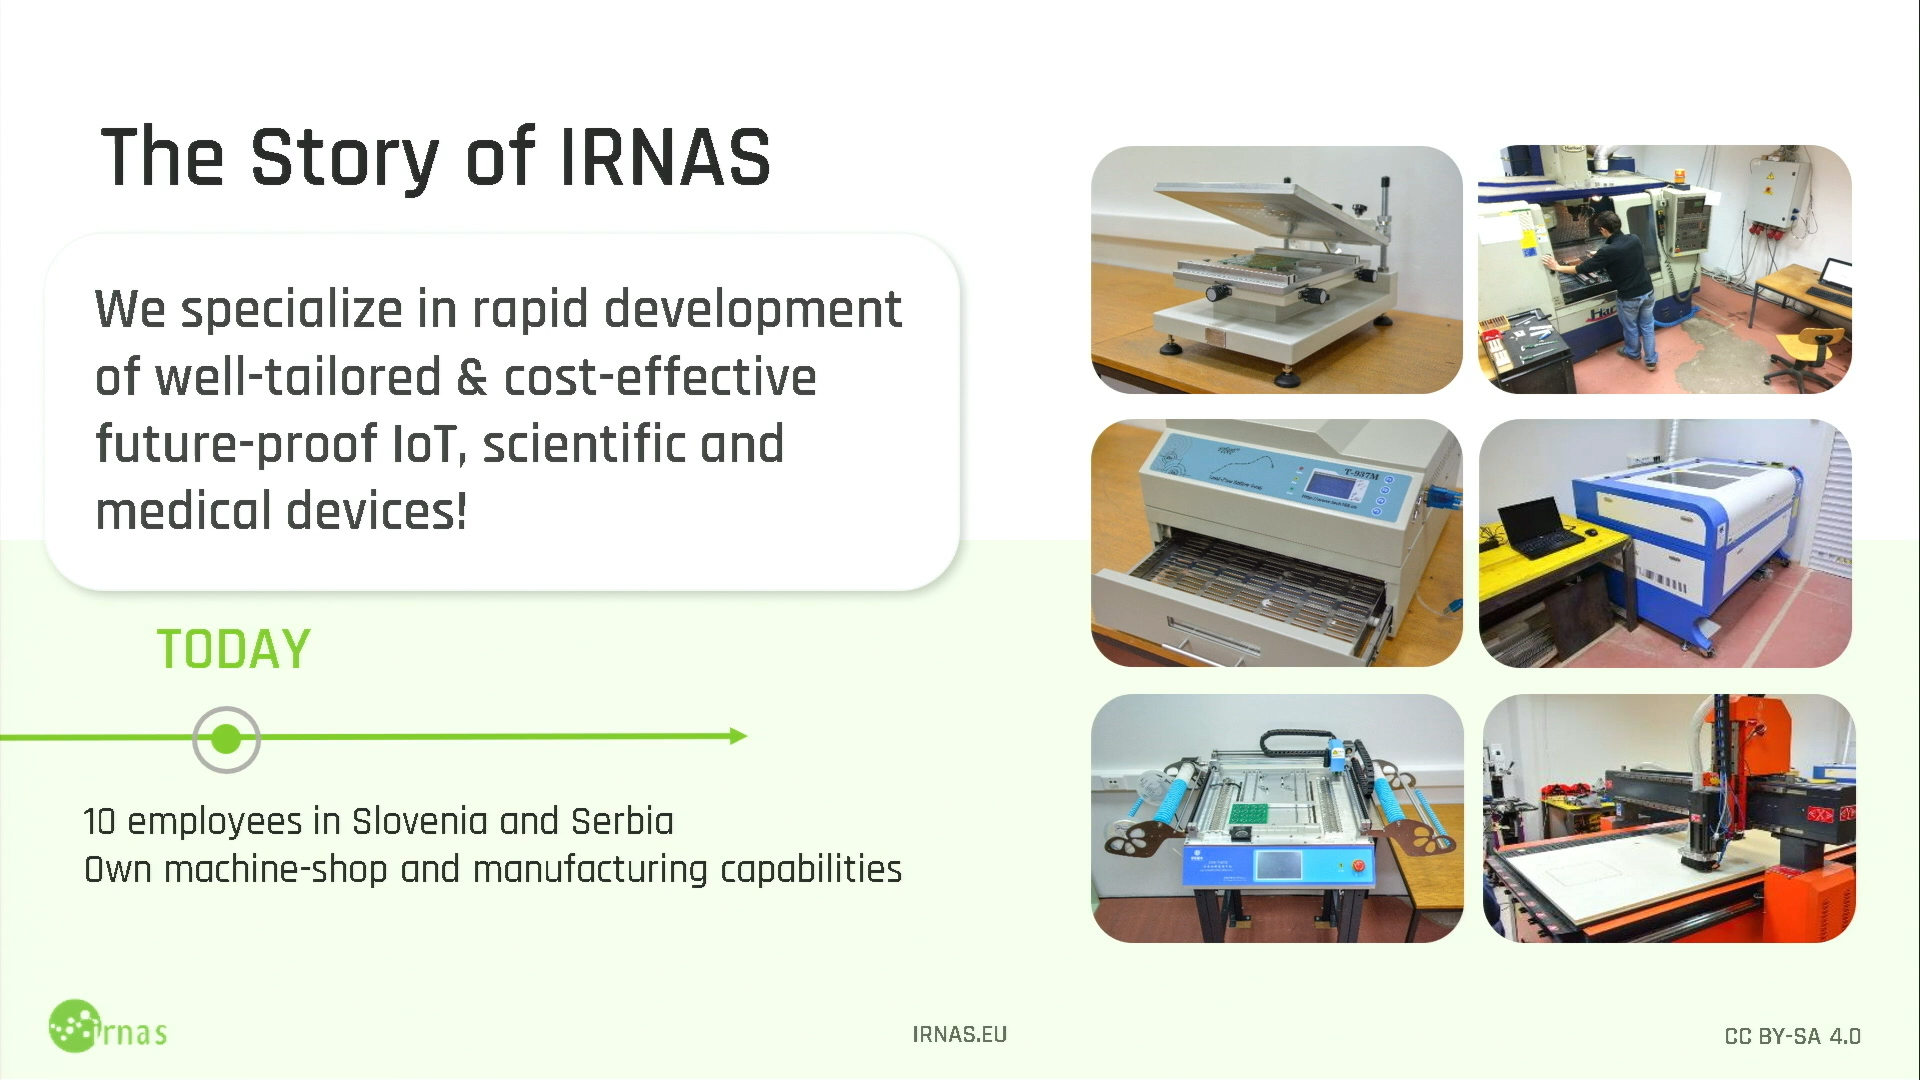 The Story of IRNAS
We specialize in rapid development
of well-tailored & cost-effective
future-proof IoT, scientific and
medical devices!
TODAY
10 employees in Slovenia and Serbia
Own machine-shop and manufacturing capabilities
T-937M
irnas
IRNAS.EU
CC BY-SA 4.0